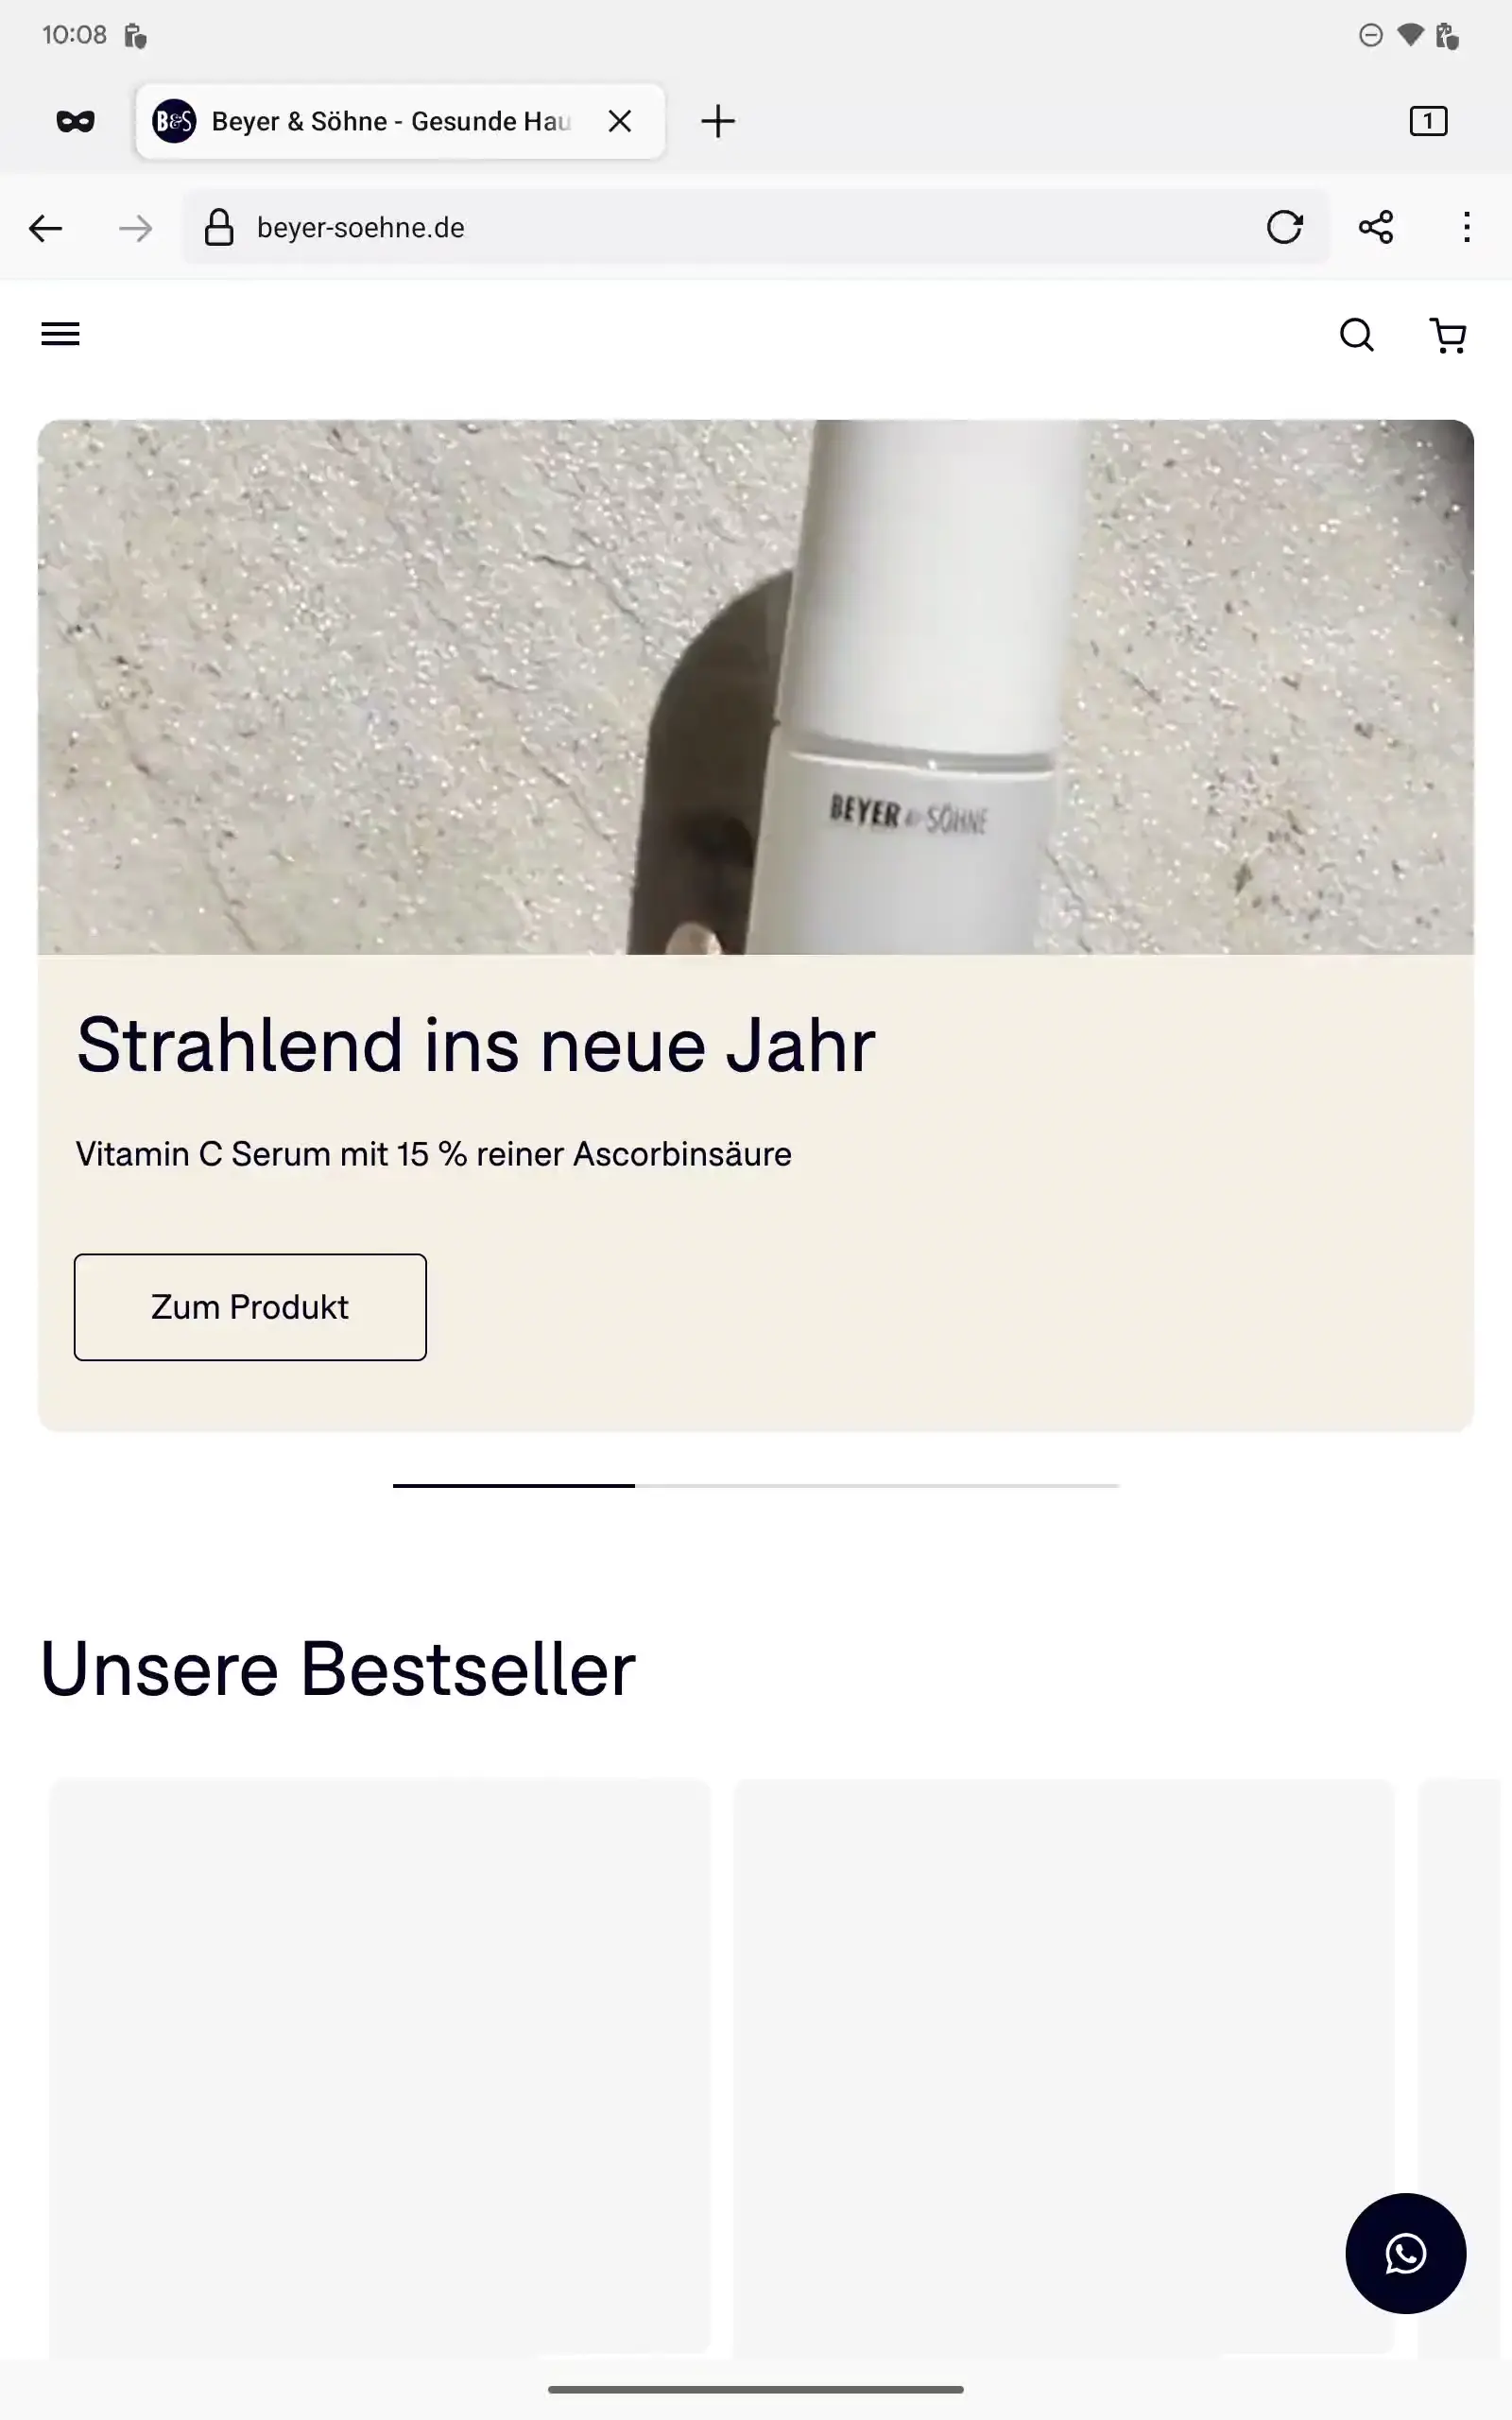 10:08
B&S Beyer & Söhne - Gesunde Hau
1
beyer-soehne.de
BEYER & SÖHNE
Strahlend ins neue Jahr
Vitamin C Serum mit 15 % reiner Ascorbinsäure
Zum Produkt
Unsere Bestseller